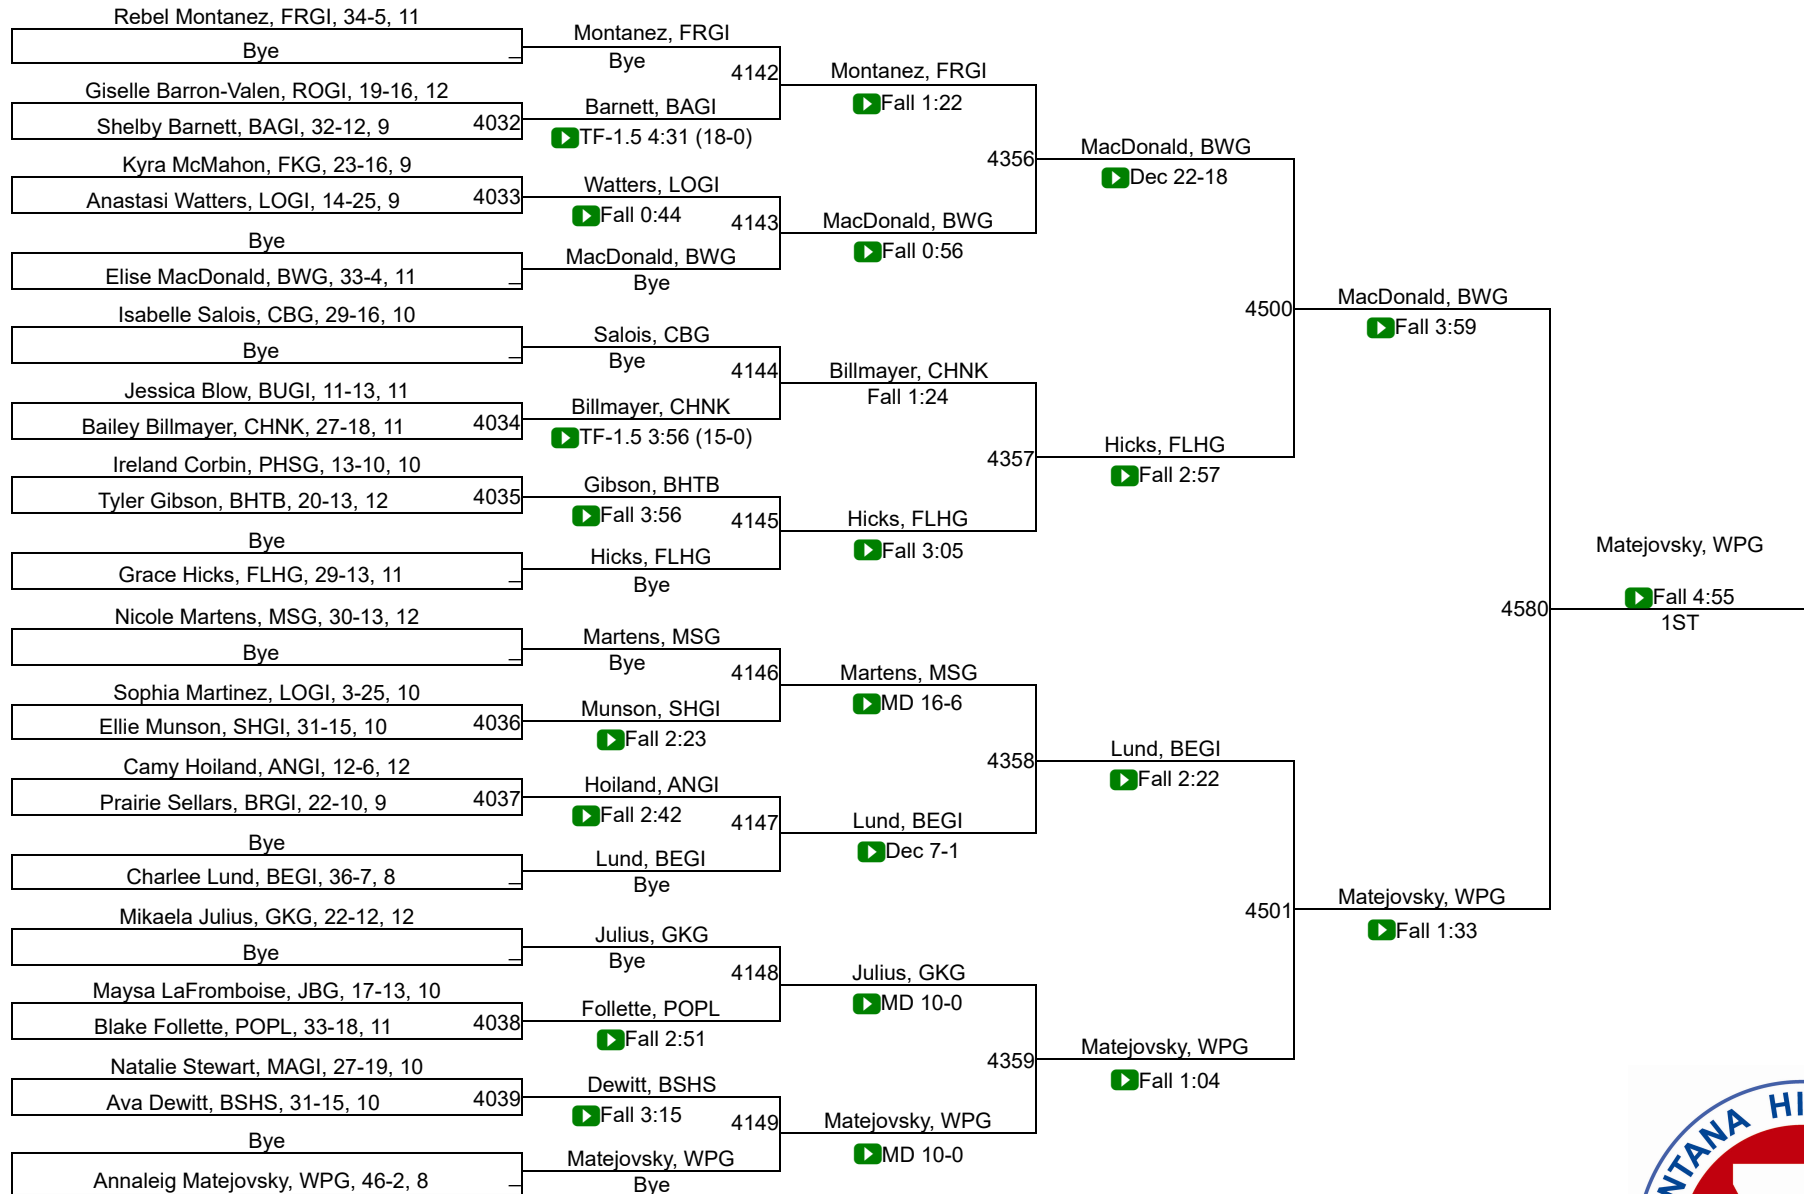 Rebel Montanez, FRGI, 34-5, 11
Bye
Giselle Barron-Valen, ROGI, 19-16, 12
Shelby Barnett, BAGI, 32-12, 9
4032
Kyra McMahon, FKG, 23-16, 9
Anastasi Watters, LOGI, 14-25, 9
4033
Bye
Elise MacDonald, BWG, 33-4, 11
Isabelle Salois, CBG, 29-16, 10
Bye
Jessica Blow, BUGI, 11-13, 11
Bailey Billmayer, CHNK, 27-18, 11
4034
Ireland Corbin, PHSG, 13-10, 10
Tyler Gibson, BHTB, 20-13, 12
4035
Bye
Grace Hicks, FLHG, 29-13, 11
Nicole Martens, MSG, 30-13, 12
Bye
Sophia Martinez, LOGI, 3-25, 10
Ellie Munson, SHGI, 31-15, 10
4036
Camy Hoiland, ANGI, 12-6, 12
Prairie Sellars, BRGI, 22-10, 9
4037
Bye
Charlee Lund, BEGI, 36-7, 8
Mikaela Julius, GKG, 22-12, 12
Bye
Maysa LaFromboise, JBG, 17-13, 10
Blake Follette, POPL, 33-18, 11
4038
Natalie Stewart, MAGI, 27-19, 10
Ava Dewitt, BSHS, 31-15, 10
4039
Bye
Annaleig Matejovsky, WPG, 46-2, 8
Montanez, FRGI
Bye
4142
Barnett, BAGI
TF-1.5 4:31 (18-0)
Watters, LOGI
Fall 0:44
4143
MacDonald, BWG
Bye
Salois, CBG
Bye
4144
Billmayer, CHNK
TF-1.5 3:56 (15-0)
Gibson, BHTB
Fall 3:56
4145
Hicks, FLHG
Bye
Martens, MSG
Bye
4146
Munson, SHGI
Fall 2:23
Hoiland, ANGI
Fall 2:42
4147
Lund, BEGI
Bye
Julius, GKG
Bye
4148
Follette, POPL
Fall 2:51
Dewitt, BSHS
Fall 3:15
4149
Matejovsky, WPG
Bye
Montanez, FRGI
Fall 1:22
4356
MacDonald, BWG
Fall 0:56
Billmayer, CHNK
Fall 1:24
4357
Hicks, FLHG
Fall 3:05
Martens, MSG
MD 16-6
4358
Lund, BEGI
Dec 7-1
Julius, GKG
MD 10-0
4359
Matejovsky, WPG
MD 10-0
MacDonald, BWG
Dec 22-18
4500
Hicks, FLHG
Fall 2:57
Lund, BEGI
Fall 2:22
4501
Matejovsky, WPG
Fall 1:04
MacDonald, BWG
Fall 3:59
4580
Matejovsky, WPG
Fall 1:33
Matejovsky, WPG
Fall 4:55
1ST
NTANA HI